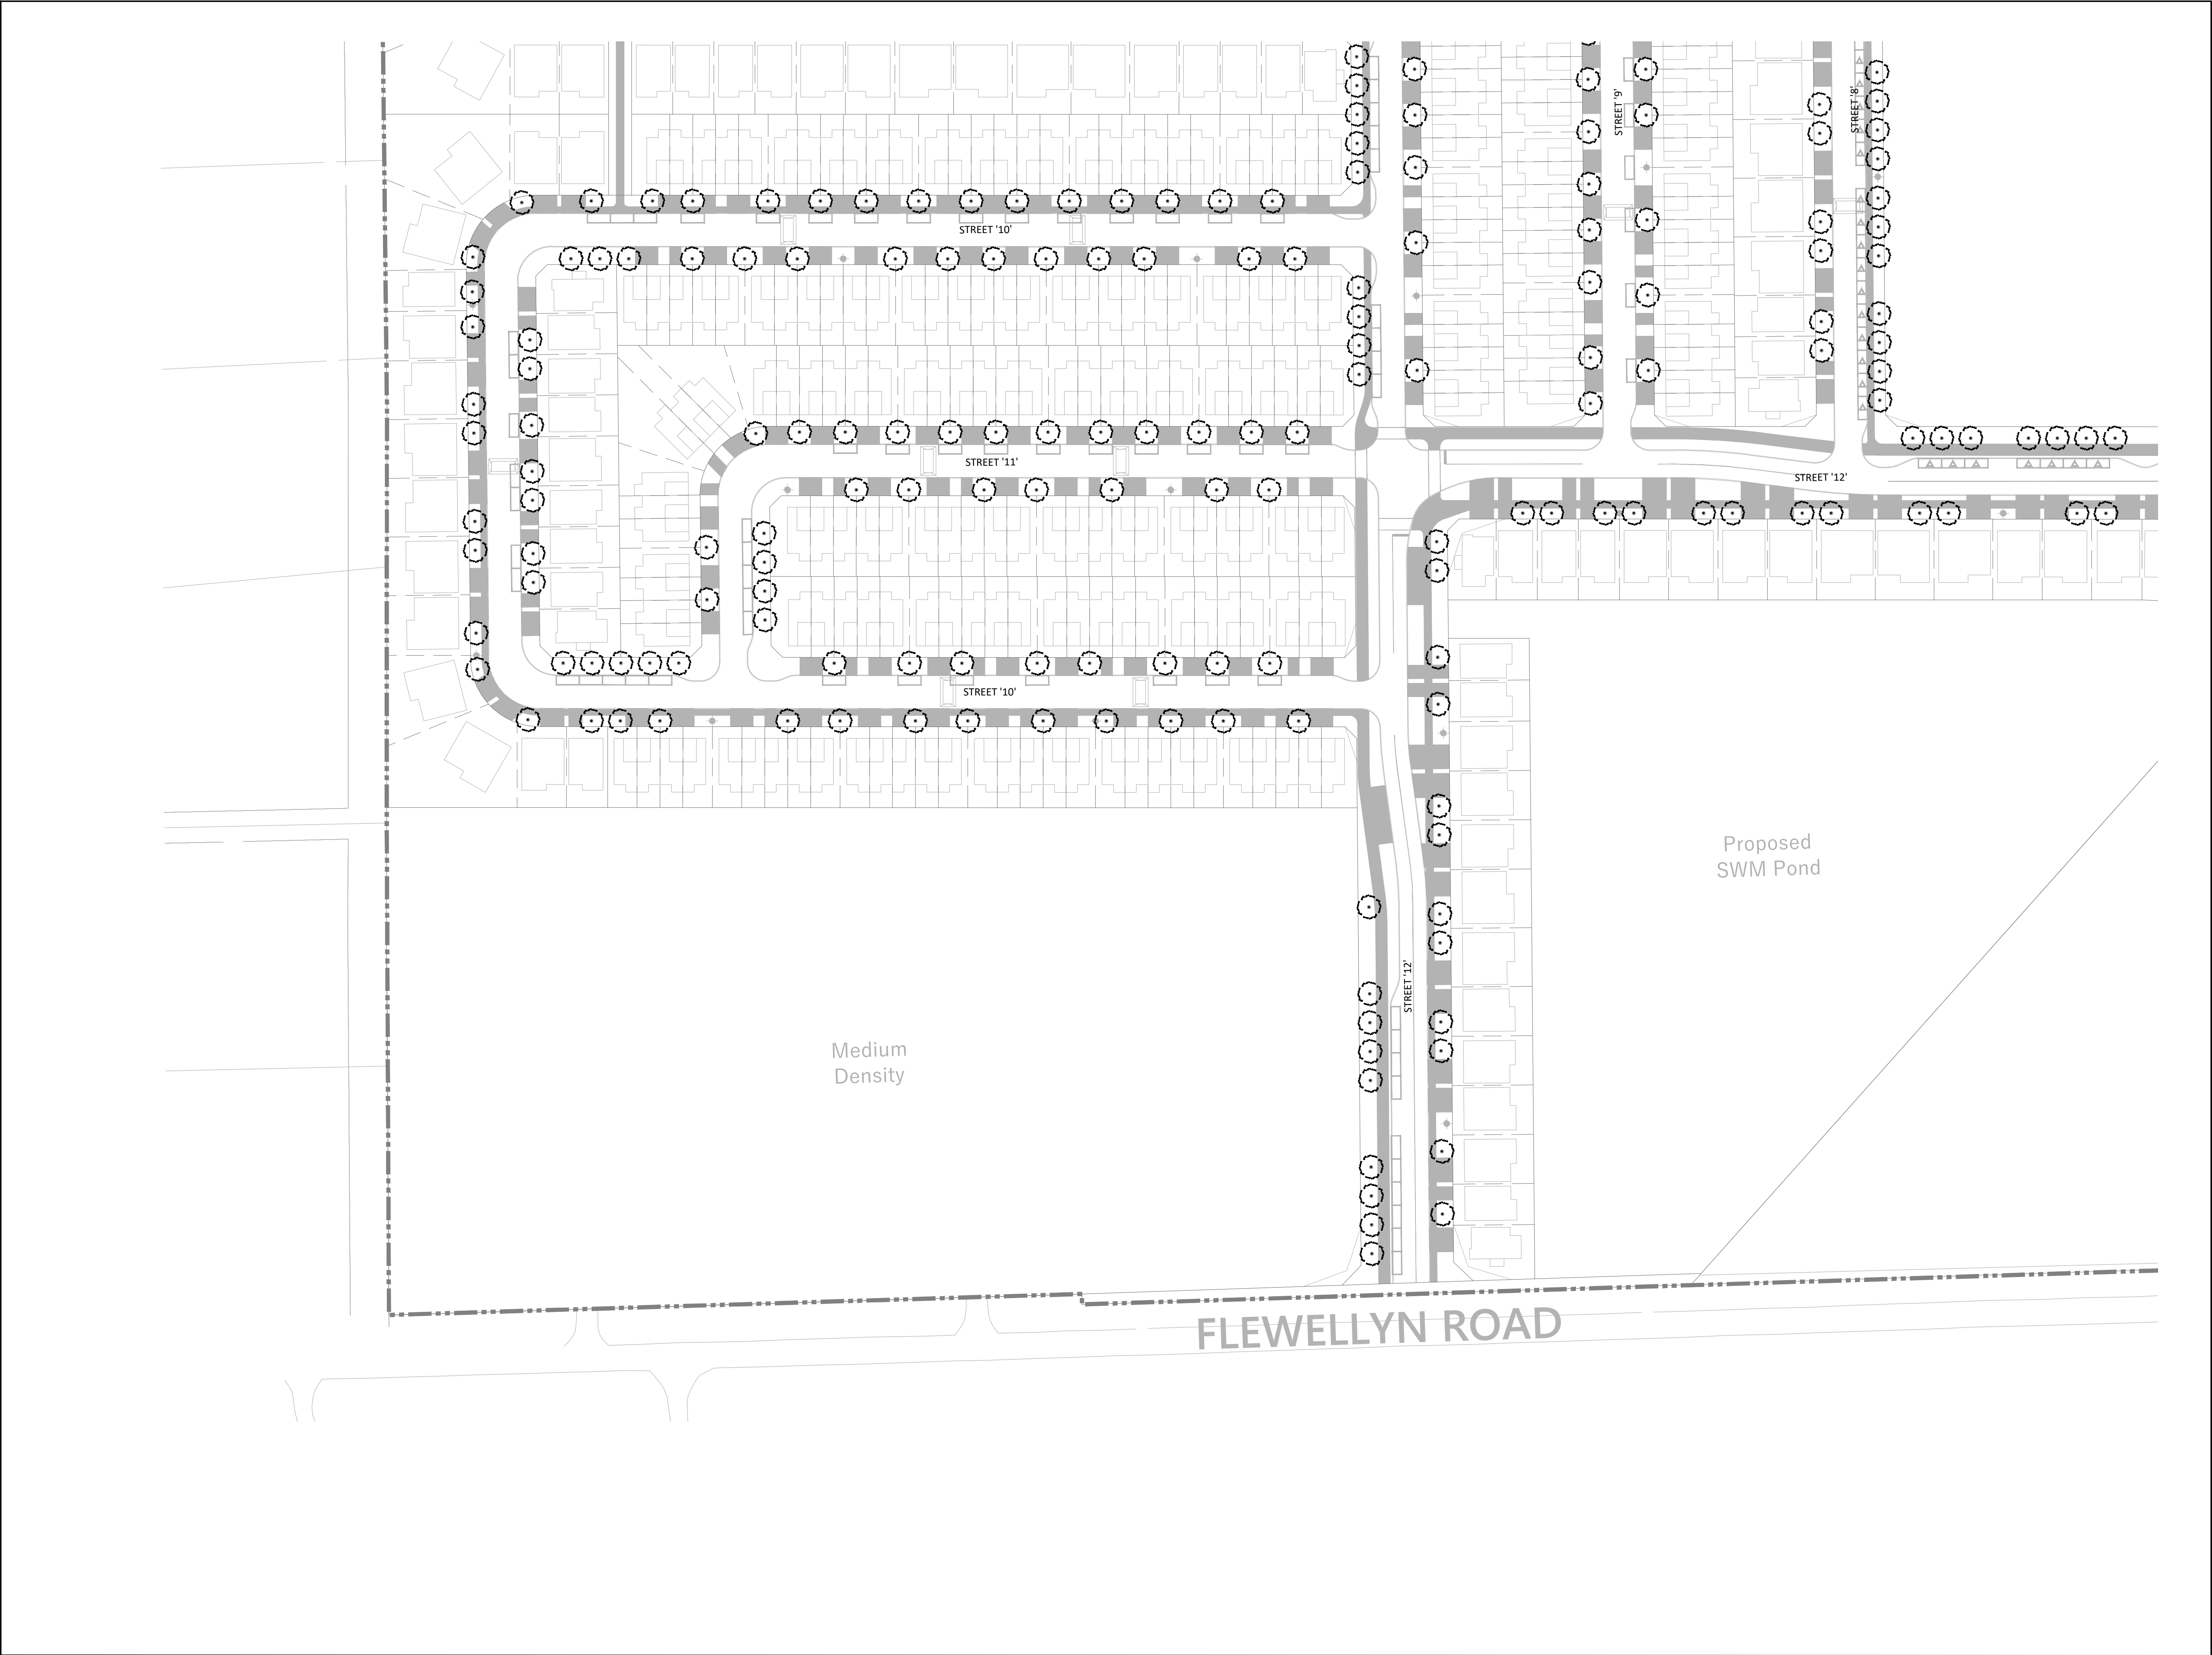 STREET '9'
STREET '8'
STREET '10'
STREET '11'
STREET '12'
STREET '10'
Proposed
SWM Pond
STREET '12'
Medium
Density
FLEWELLYN ROAD